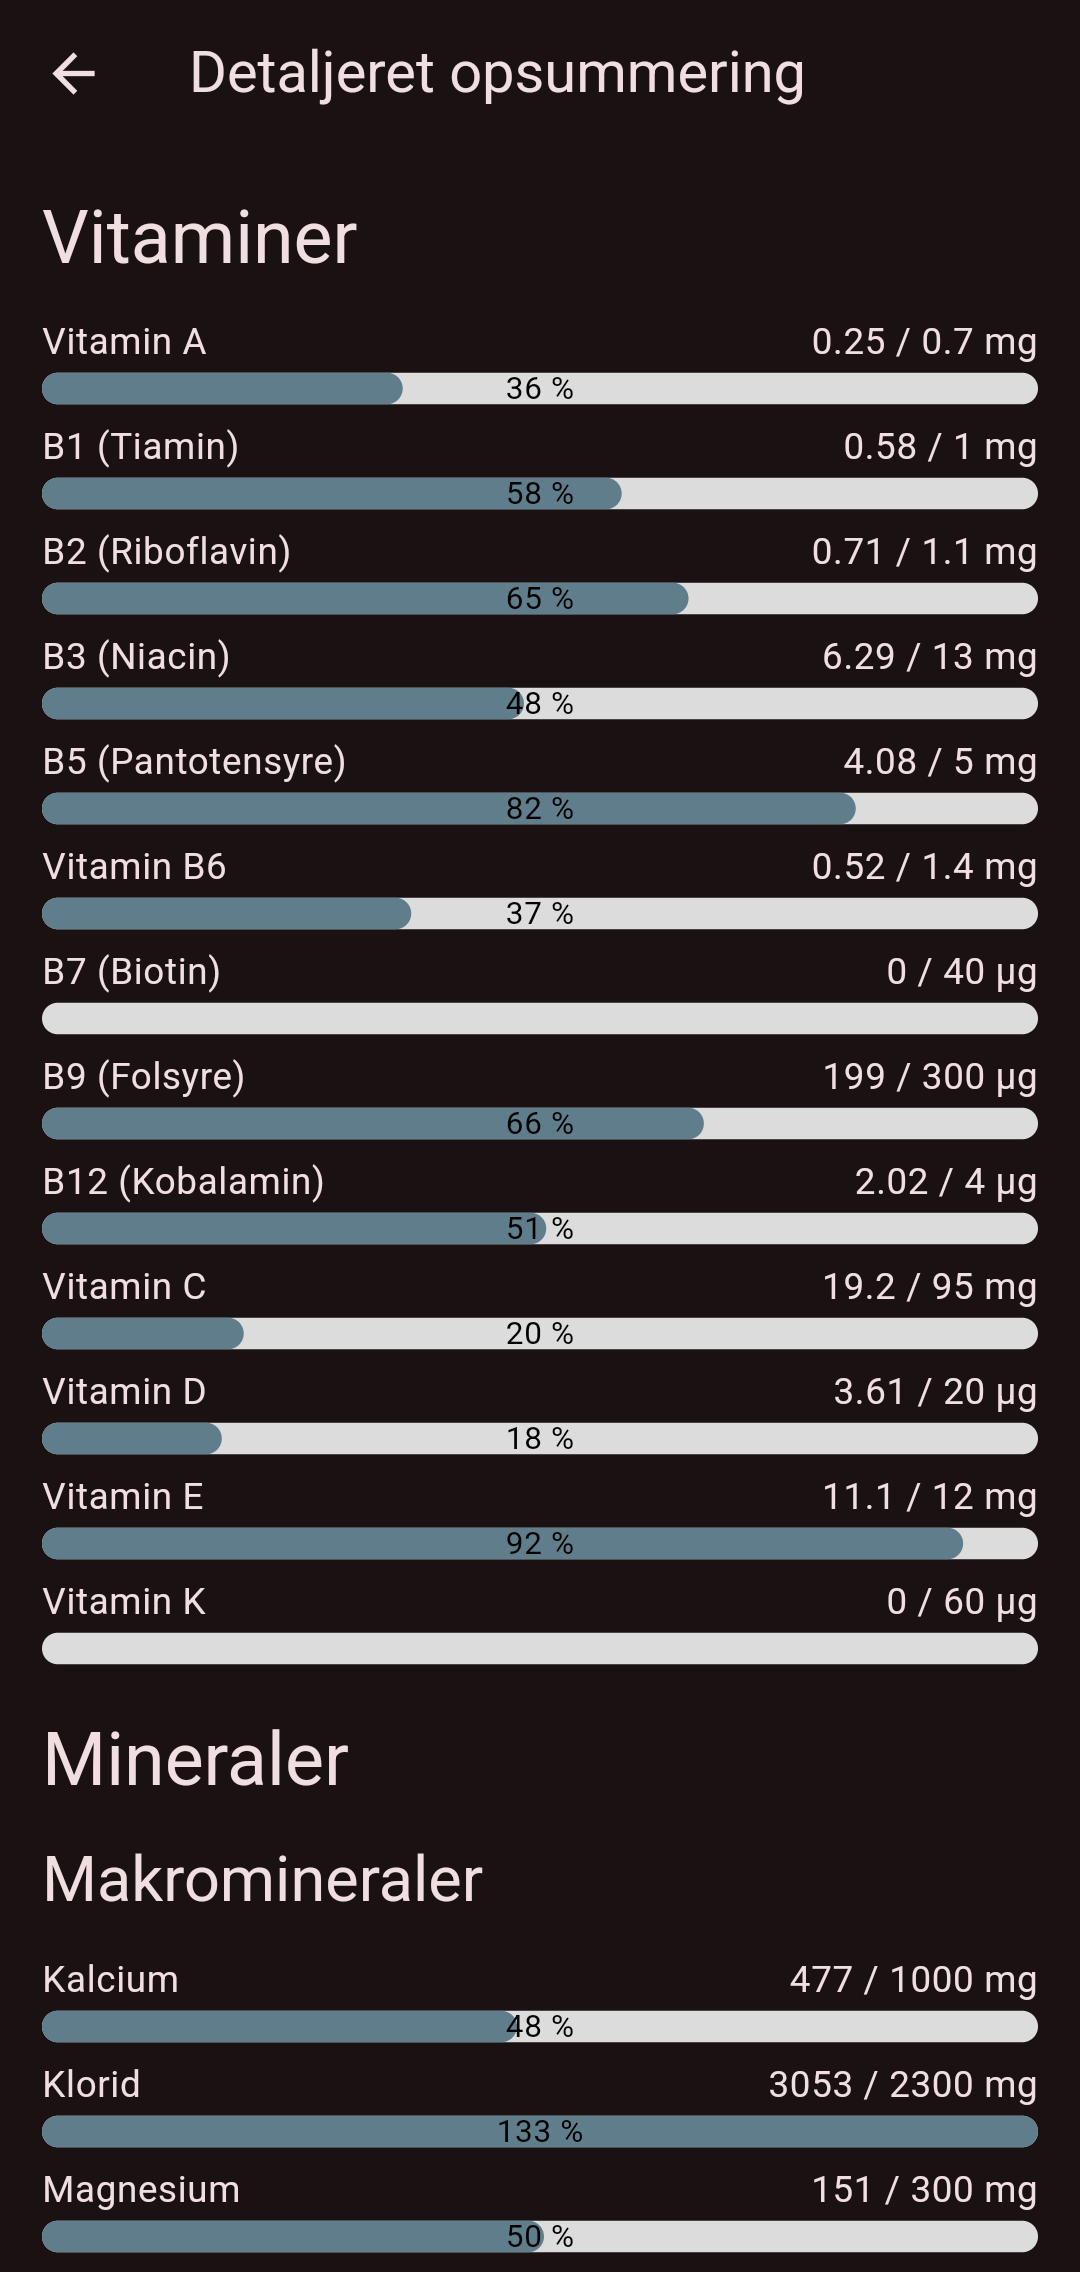 Detaljeret opsummering
Vitaminer
Vitamin A 0.25 / 0.7 mg
36 %
B1 (Tiamin) 0.58 / 1 mg
58 %
B2 (Riboflavin) 0.71 / 1.1 mg
65 %
B3 (Niacin) 6.29 / 13 mg
48 %
B5 (Pantotensyre) 4.08 / 5 mg
82 %
Vitamin B6 0.52 / 1.4 mg
37 %
B7 (Biotin) 0 / 40 µg
B9 (Folsyre) 199 / 300 µg
66 %
B12 (Kobalamin) 2.02 / 4 µg
51 %
Vitamin C 19.2 / 95 mg
20 %
Vitamin D 3.61 / 20 µg
18 %
Vitamin E 11.1 / 12 mg
92 %
Vitamin K 0 / 60 µg
Mineraler
Makromineraler
Kalcium 477 / 1000 mg
48 %
Klorid 3053 / 2300 mg
133 %
Magnesium 151 / 300 mg
50 %